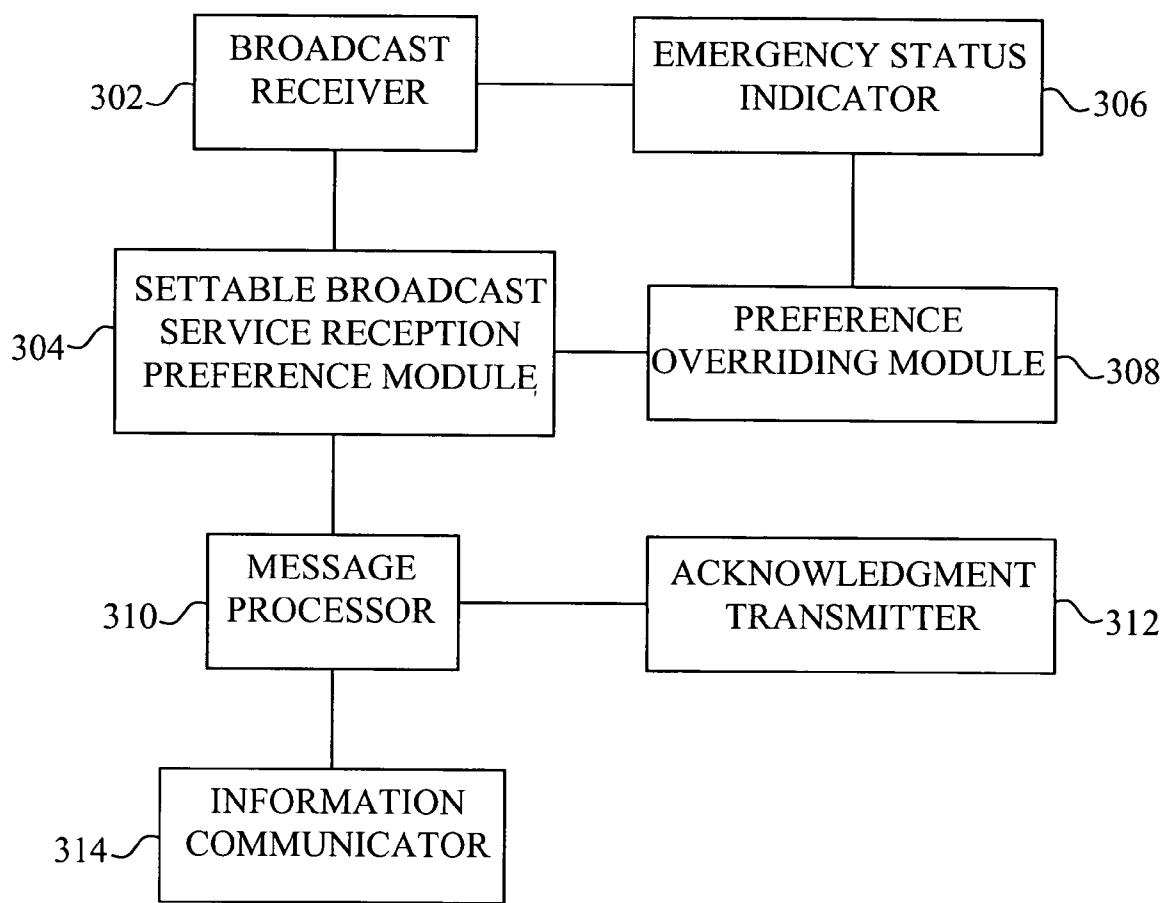 BROADCAST
RECEIVER
302
EMERGENCY STATUS
INDICATOR
306
SETTABLE BROADCAST
SERVICE RECEPTION
PREFERENCE MODULE
304
PREFERENCE
OVERRIDING MODULE
308
MESSAGE
PROCESSOR
310
ACKNOWLEDGMENT
TRANSMITTER
312
INFORMATION
COMMUNICATOR
314